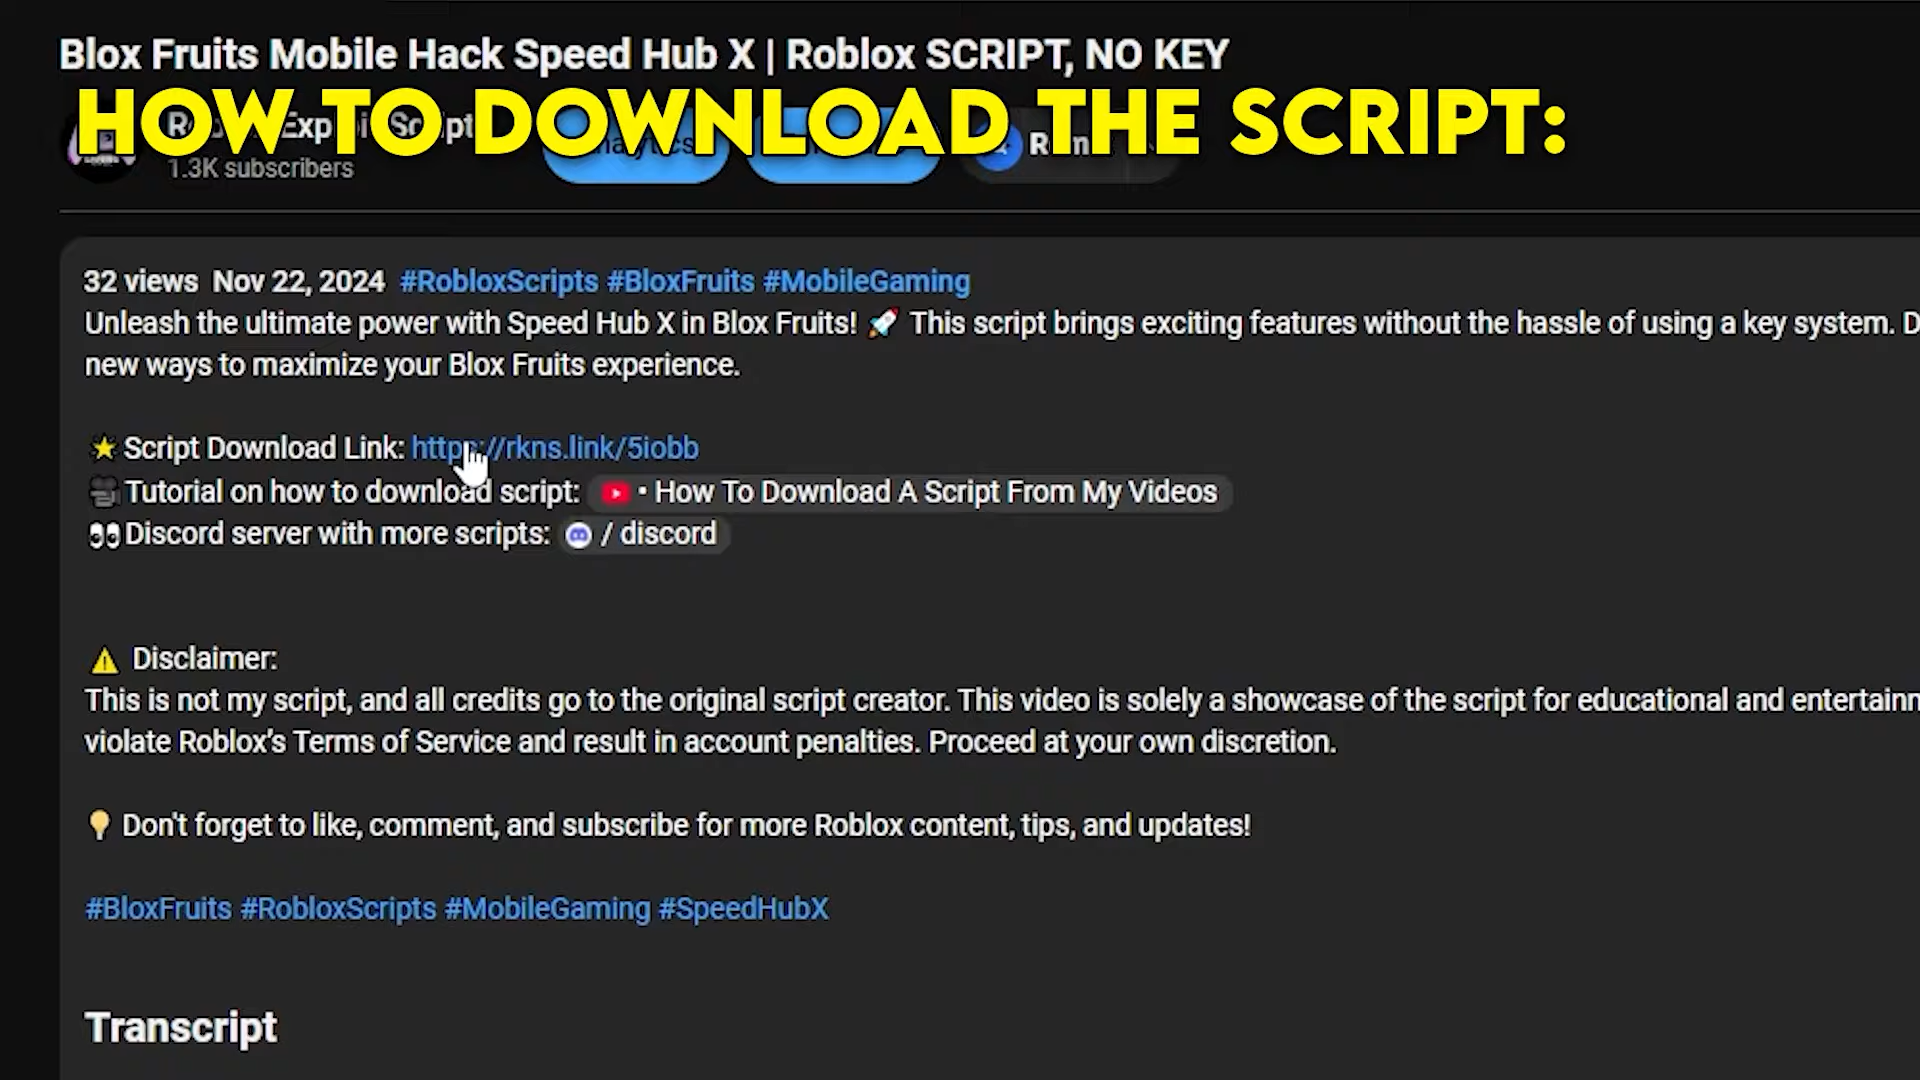 Blox Fruits Mobile Hack Speed Hub X | Roblox SCRIPT, NO KEY
HOW TO DOWNLOAD THE SCRIPT:
1.3K subscribers
32 views Nov 22, 2024 #RobloxScripts #BloxFruits #MobileGaming
Unleash the ultimate power with Speed Hub X in Blox Fruits! 🚀 This script brings exciting features without the hassle of using a key system. D
new ways to maximize your Blox Fruits experience.
⭐ Script Download Link: https://rkns.link/5iobb
🎥 Tutorial on how to download script: • How To Download A Script From My Videos
👀 Discord server with more scripts: / discord
⚠️ Disclaimer:
This is not my script, and all credits go to the original script creator. This video is solely a showcase of the script for educational and entertainm
violate Roblox’s Terms of Service and result in account penalties. Proceed at your own discretion.
💡 Don't forget to like, comment, and subscribe for more Roblox content, tips, and updates!
#BloxFruits #RobloxScripts #MobileGaming #SpeedHubX
Transcript